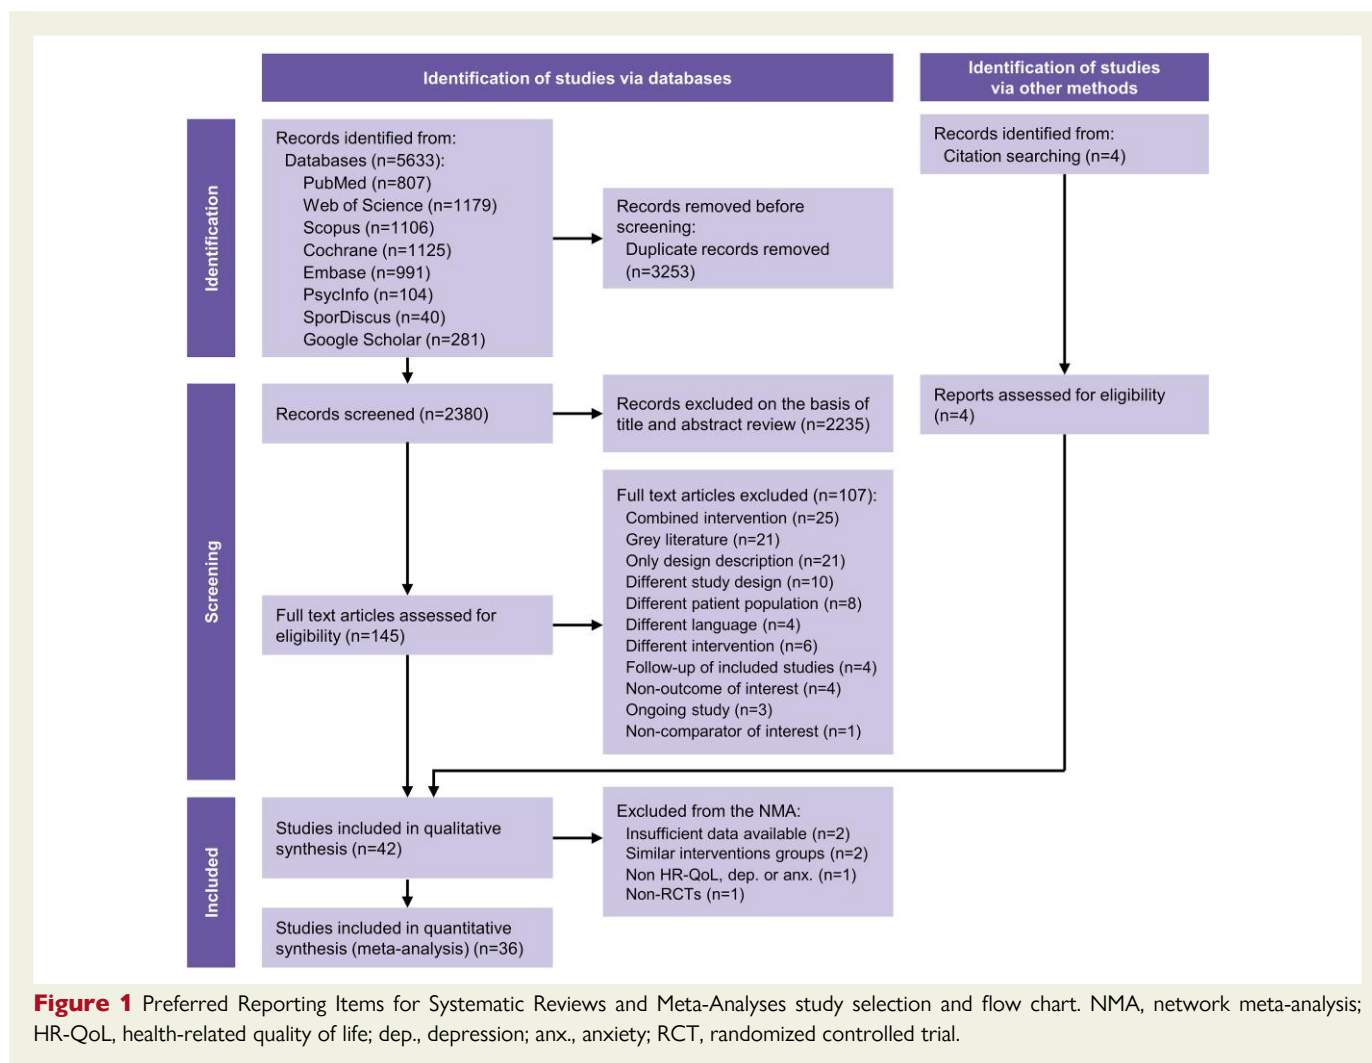 Identification of studies via databases
Identification of studies
via other methods
Identification
Records identified from:
Databases (n=5633):
PubMed (n=807)
Web of Science (n=1179)
Scopus (n=1106)
Cochrane (n=1125)
Embase (n=991)
PsycInfo (n=104)
SporDiscus (n=40)
Google Scholar (n=281)
Records removed before
screening:
Duplicate records removed
(n=3253)
Records identified from:
Citation searching (n=4)
Screening
Records screened (n=2380)
Records excluded on the basis of
title and abstract review (n=2235)
Reports assessed for eligibility
(n=4)
Full text articles assessed for
eligibility (n=145)
Full text articles excluded (n=107):
Combined intervention (n=25)
Grey literature (n=21)
Only design description (n=21)
Different study design (n=10)
Different patient population (n=8)
Different language (n=4)
Different intervention (n=6)
Follow-up of included studies (n=4)
Non-outcome of interest (n=4)
Ongoing study (n=3)
Non-comparator of interest (n=1)
Included
Studies included in qualitative
synthesis (n=42)
Excluded from the NMA:
Insufficient data available (n=2)
Similar interventions groups (n=2)
Non HR-QoL, dep. or anx. (n=1)
Non-RCTs (n=1)
Studies included in quantitative
synthesis (meta-analysis) (n=36)
Figure 1 Preferred Reporting Items for Systematic Reviews and Meta-Analyses study selection and flow chart. NMA, network meta-analysis;
HR-QoL, health-related quality of life; dep., depression; anx., anxiety; RCT, randomized controlled trial.